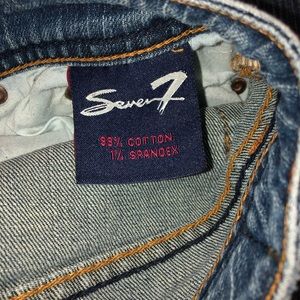 Seven7
99% COTTON
1% SPANDEX